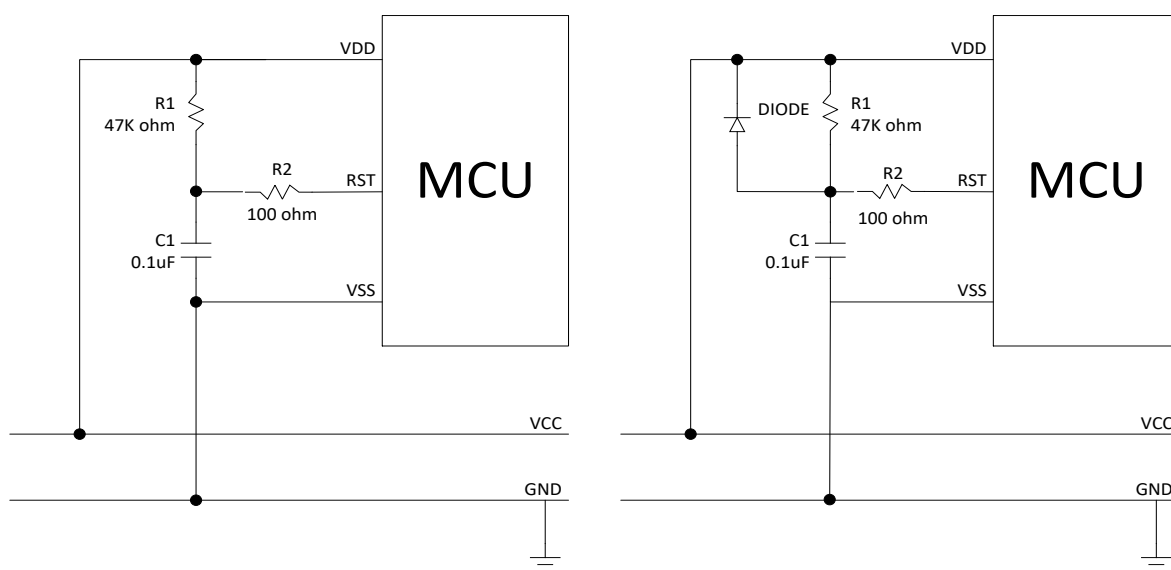 VDD
R1
47K ohm
MCU
R2
RST
100 ohm
C1
0.1uF
VSS
VCC
GND
VDD
DIODE
R1
47K ohm
MCU
R2
RST
100 ohm
C1
0.1uF
VSS
VCC
GND